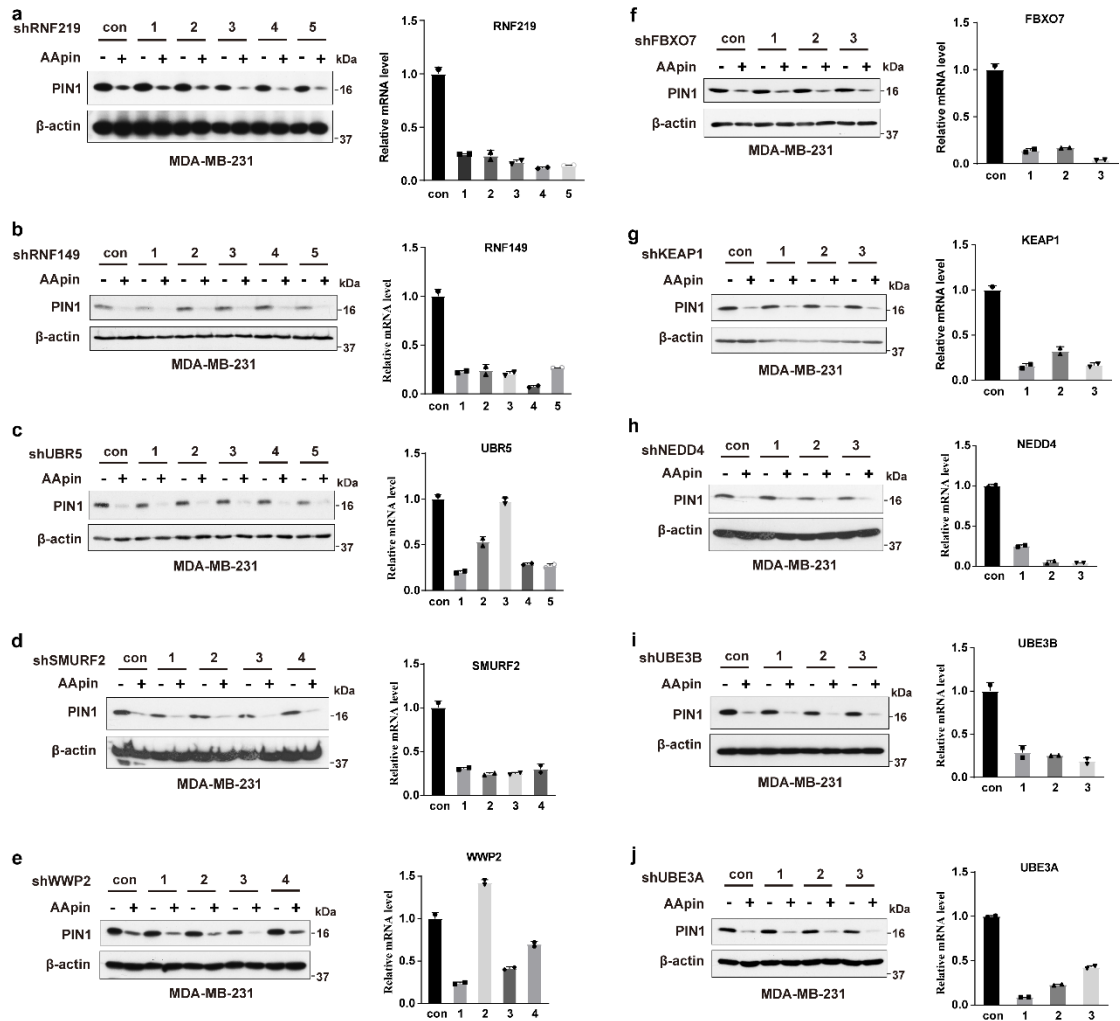 a
shRNF219 con 1 2 3 4 5
AApin - + - + - + - + - + - + kDa
PIN1 -16
β-actin -37
MDA-MB-231
RNF219
Relative mRNA level
1.5
1.0
0.5
0.0
con 1 2 3 4 5
b
shRNF149 con 1 2 3 4 5
AApin - + - + - + - + - + - + kDa
PIN1 -16
β-actin -37
MDA-MB-231
RNF149
Relative mRNA level
1.5
1.0
0.5
0.0
con 1 2 3 4 5
c
shUBR5 con 1 2 3 4 5
AApin - + - + - + - + - + - + kDa
PIN1 -16
β-actin -37
MDA-MB-231
UBR5
Relative mRNA level
1.5
1.0
0.5
0.0
con 1 2 3 4 5
d
shSMURF2 con 1 2 3 4
AApin - + - + - + - + - + kDa
PIN1 -16
β-actin -37
MDA-MB-231
SMURF2
Relative mRNA level
1.5
1.0
0.5
0.0
con 1 2 3 4
e
shWWP2 con 1 2 3 4
AApin - + - + - + - + - + kDa
PIN1 -16
β-actin -37
MDA-MB-231
WWP2
Relative mRNA level
1.5
1.0
0.5
0.0
con 1 2 3 4
f
shFBXO7 con 1 2 3
AApin - + - + - + - + kDa
PIN1 -16
β-actin -37
MDA-MB-231
FBXO7
Relative mRNA level
1.5
1.0
0.5
0.0
con 1 2 3
g
shKEAP1 con 1 2 3
AApin - + - + - + - + kDa
PIN1 -16
β-actin -37
MDA-MB-231
KEAP1
Relative mRNA level
1.5
1.0
0.5
0.0
con 1 2 3
h
shNEDD4 con 1 2 3
AApin - + - + - + - + kDa
PIN1 -16
β-actin -37
MDA-MB-231
NEDD4
Relative mRNA level
2.0
1.5
1.0
0.5
0.0
con 1 2 3
i
shUBE3B con 1 2 3
AApin - + - + - + - + kDa
PIN1 -16
β-actin -37
MDA-MB-231
UBE3B
Relative mRNA level
1.5
1.0
0.5
0.0
con 1 2 3
j
shUBE3A con 1 2 3
AApin - + - + - + - + kDa
PIN1 -16
β-actin -37
MDA-MB-231
UBE3A
Relative mRNA level
1.5
1.0
0.5
0.0
con 1 2 3